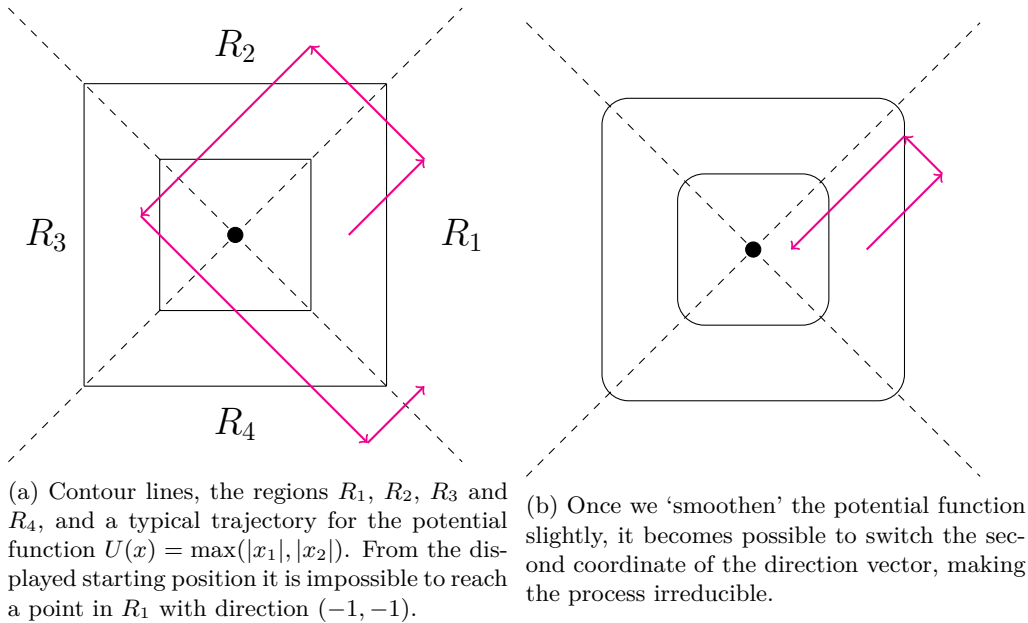 R₂
R₃
R₁
R₄
(a) Contour lines, the regions R₁, R₂, R₃ and
R₄, and a typical trajectory for the potential
function U(x) = max(|x₁|, |x₂|). From the dis-
played starting position it is impossible to reach
a point in R₁ with direction (−1, −1).
(b) Once we ‘smoothen’ the potential function
slightly, it becomes possible to switch the sec-
ond coordinate of the direction vector, making
the process irreducible.